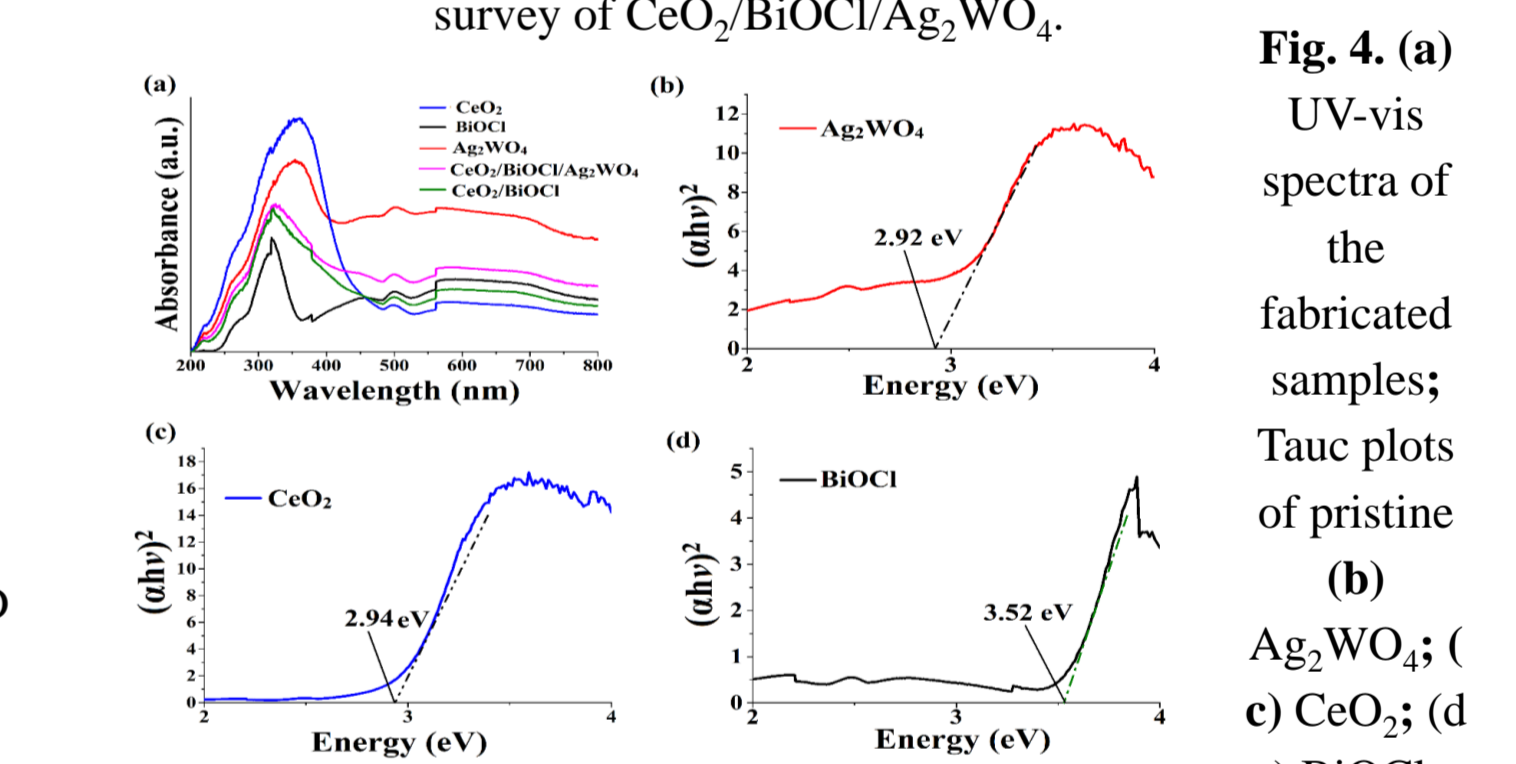 survey of CeO₂/BiOCl/Ag₂WO₄.
(a)
Absorbance (a.u.)
CeO₂
BiOCl
Ag₂WO₄
CeO₂/BiOCl/Ag₂WO₄
CeO₂/BiOCl
200 300 400 500 600 700 800
Wavelength (nm)
(b)
(αhν)²
12
10
8
6
4
2
0
Ag₂WO₄
2.92 eV
2 3 4
Energy (eV)
(c)
(αhν)²
18
16
14
12
10
8
6
4
2
0
CeO₂
2.94 eV
2 3 4
Energy (eV)
(d)
(αhν)²
5
4
3
2
1
0
BiOCl
3.52 eV
2 3 4
Energy (eV)
Fig. 4. (a)
UV-vis
spectra of
the
fabricated
samples;
Tauc plots
of pristine
(b)
Ag₂WO₄; (
c) CeO₂; (d
) BiOCl